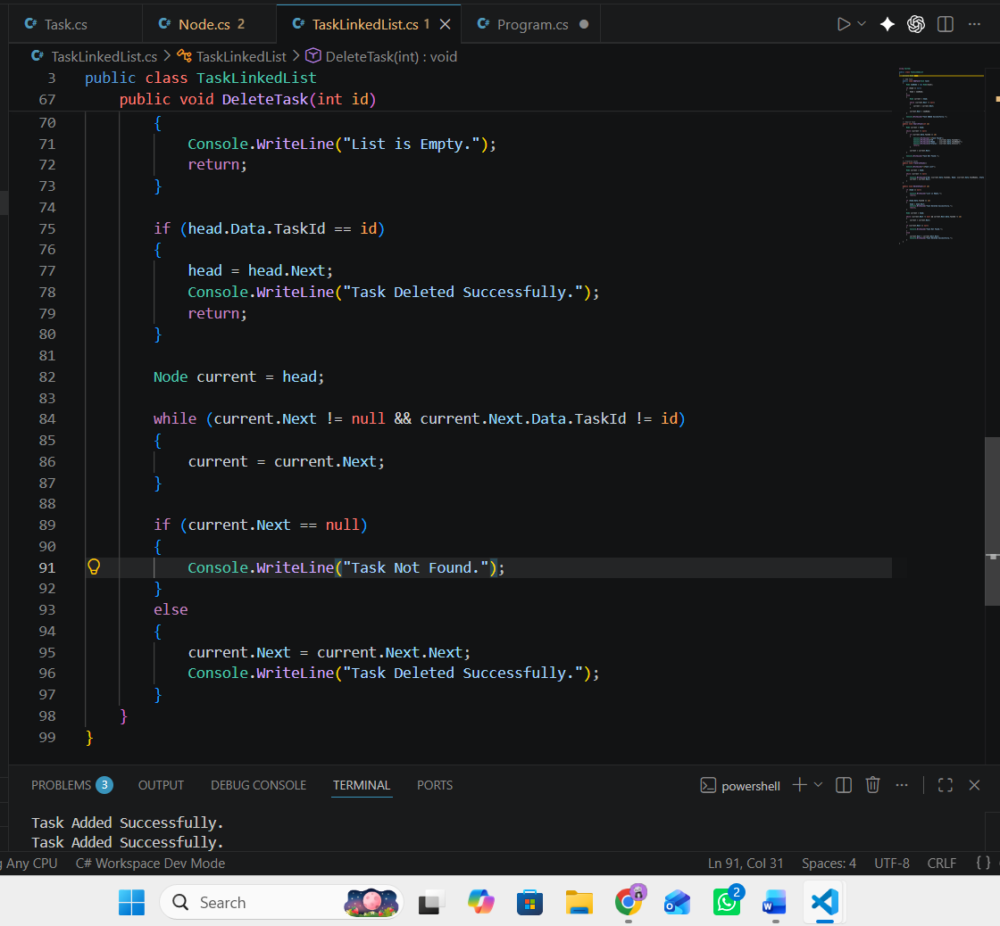 Task.cs
Node.cs 2
TaskLinkedList.cs 1
Program.cs
TaskLinkedList.cs > TaskLinkedList > DeleteTask(int) : void
3 public class TaskLinkedList
67 public void DeleteTask(int id)
70 {
71 Console.WriteLine("List is Empty.");
72 return;
73 }
74
75 if (head.Data.TaskId == id)
76 {
77 head = head.Next;
78 Console.WriteLine("Task Deleted Successfully.");
79 return;
80 }
81
82 Node current = head;
83
84 while (current.Next != null && current.Next.Data.TaskId != id)
85 {
86 current = current.Next;
87 }
88
89 if (current.Next == null)
90 {
91 Console.WriteLine("Task Not Found.");
92 }
93 else
94 {
95 current.Next = current.Next.Next;
96 Console.WriteLine("Task Deleted Successfully.");
97 }
98 }
99 }
PROBLEMS 3 OUTPUT DEBUG CONSOLE TERMINAL PORTS powershell
Task Added Successfully.
Task Added Successfully.
Any CPU C# Workspace Dev Mode Ln 91, Col 31 Spaces: 4 UTF-8 CRLF { }
Search
2